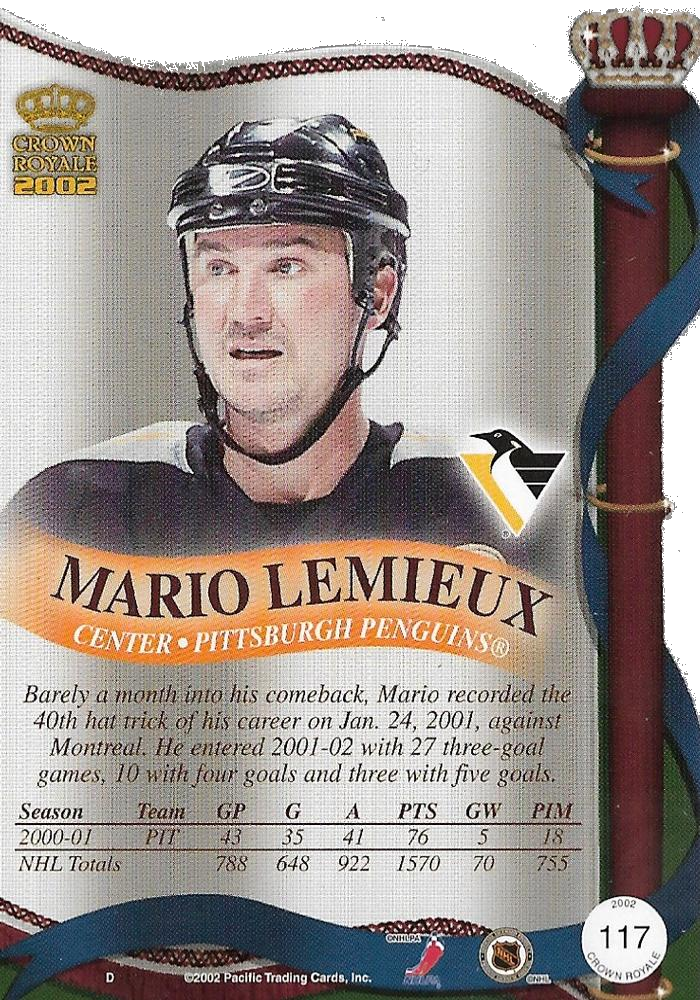 CROWN
ROYALE
2002
MARIO LEMIEUX
CENTER • PITTSBURGH PENGUINS®
Barely a month into his comeback, Mario recorded the
40th hat trick of his career on Jan. 24, 2001, against
Montreal. He entered 2001-02 with 27 three-goal
games, 10 with four goals and three with five goals.
Season Team GP G A PTS GW PIM
2000-01 PIT 43 35 41 76 5 18
NHL Totals 788 648 922 1570 70 755
2002
117
CROWN ROYALE
©NHLPA
NHLPA
NHL
©NHL
D ©2002 Pacific Trading Cards, Inc.